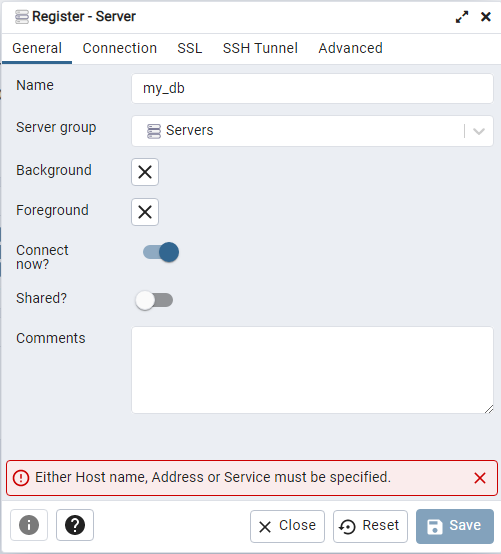 Register - Server
General Connection SSL SSH Tunnel Advanced
Name my_db
Server group Servers
Background
Foreground
Connect
now?
Shared?
Comments
Either Host name, Address or Service must be specified.
Close Reset Save